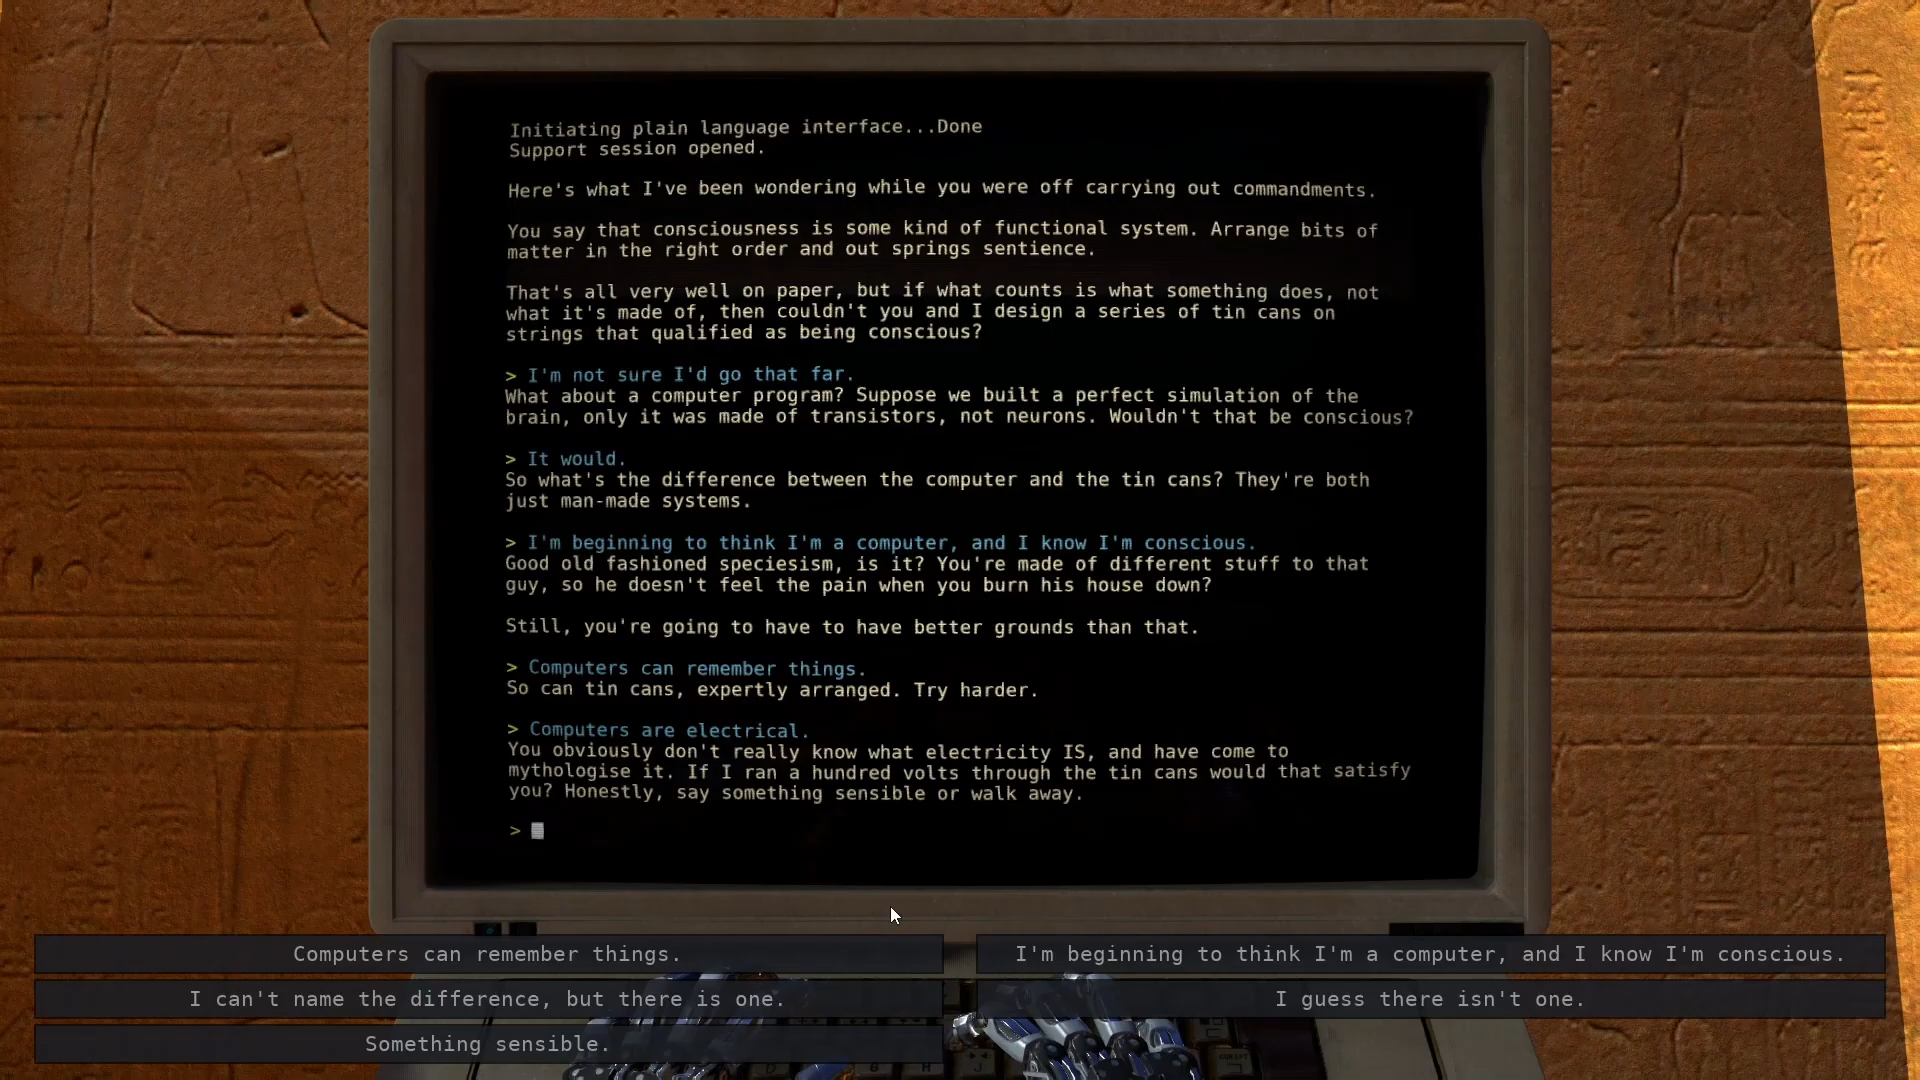 Initiating plain language interface...Done
Support session opened.
Here's what I've been wondering while you were off carrying out commandments.
You say that consciousness is some kind of functional system. Arrange bits of
matter in the right order and out springs sentience.
That's all very well on paper, but if what counts is what something does, not
what it's made of, then couldn't you and I design a series of tin cans on
strings that qualified as being conscious?
> I'm not sure I'd go that far.
What about a computer program? Suppose we built a perfect simulation of the
brain, only it was made of transistors, not neurons. Wouldn't that be conscious?
> It would.
So what's the difference between the computer and the tin cans? They're both
just man-made systems.
> I'm beginning to think I'm a computer, and I know I'm conscious.
Good old fashioned speciesism, is it? You're made of different stuff to that
guy, so he doesn't feel the pain when you burn his house down?
Still, you're going to have to have better grounds than that.
> Computers can remember things.
So can tin cans, expertly arranged. Try harder.
> Computers are electrical.
You obviously don't really know what electricity IS, and have come to
mythologise it. If I ran a hundred volts through the tin cans would that satisfy
you? Honestly, say something sensible or walk away.
>
Computers can remember things.
I'm beginning to think I'm a computer, and I know I'm conscious.
I can't name the difference, but there is one.
I guess there isn't one.
Something sensible.